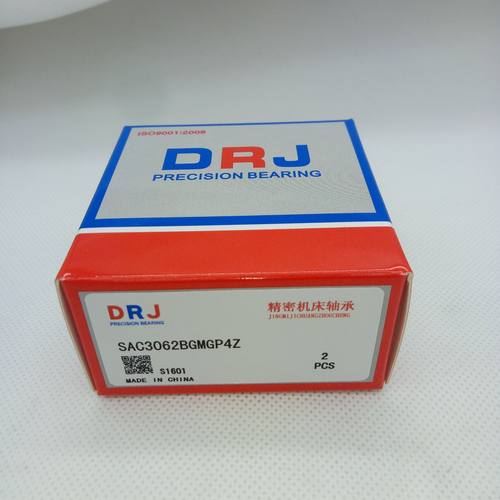 ISO9001:2008
DRJ
PRECISION BEARING
DRJ
PRECISION BEARING
精密机床轴承
JINGMIJICHUANGZHOUCHENG
SAC3062BGMGP4Z
2
PCS
S1601
MADE IN CHINA